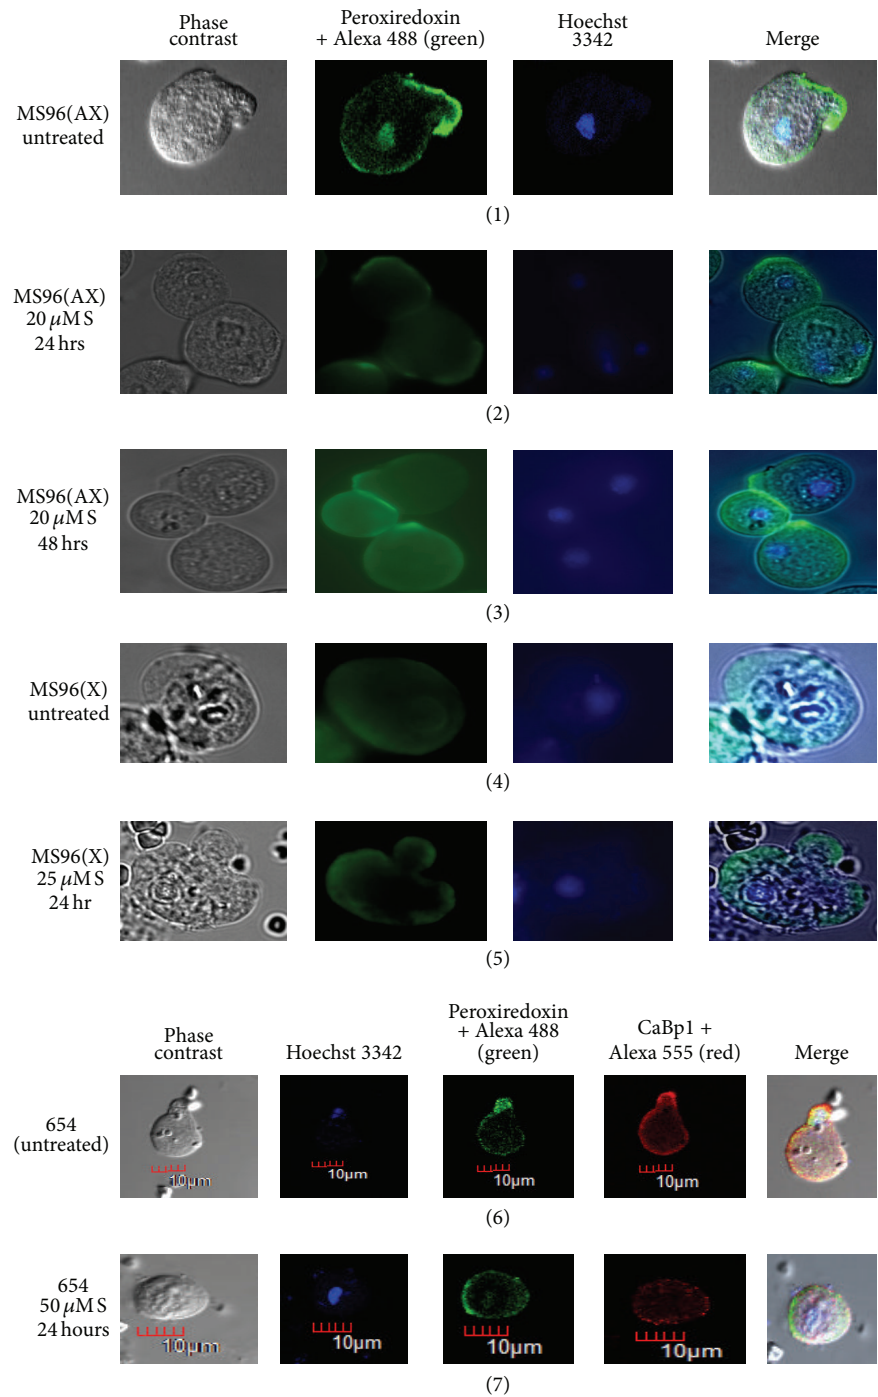 Phase
contrast
Peroxiredoxin
+ Alexa 488 (green)
Hoechst
3342
Merge
MS96(AX)
untreated
(1)
MS96(AX)
20 μM S
24 hrs
(2)
MS96(AX)
20 μM S
48 hrs
(3)
MS96(X)
untreated
(4)
MS96(X)
25 μM S
24 hr
(5)
Phase
contrast
Hoechst 3342
Peroxiredoxin
+ Alexa 488
(green)
CaBp1 +
Alexa 555 (red)
Merge
654
(untreated)
10μm
10μm
10μm
10μm
(6)
654
50 μM S
24 hours
10μm
10μm
10μm
10μm
(7)